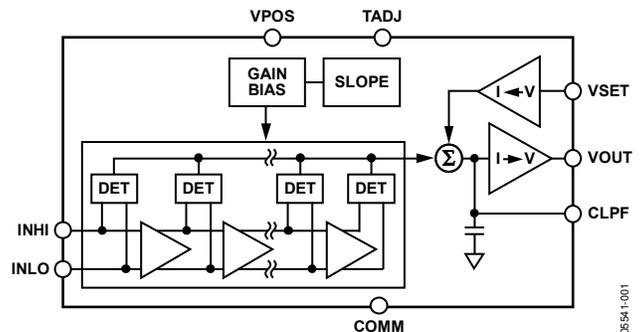 VPOS
TADJ
GAIN
BIAS
SLOPE
I V
VSET
Σ
I V
VOUT
DET
DET
DET
DET
CLPF
INHI
INLO
COMM
05541-001